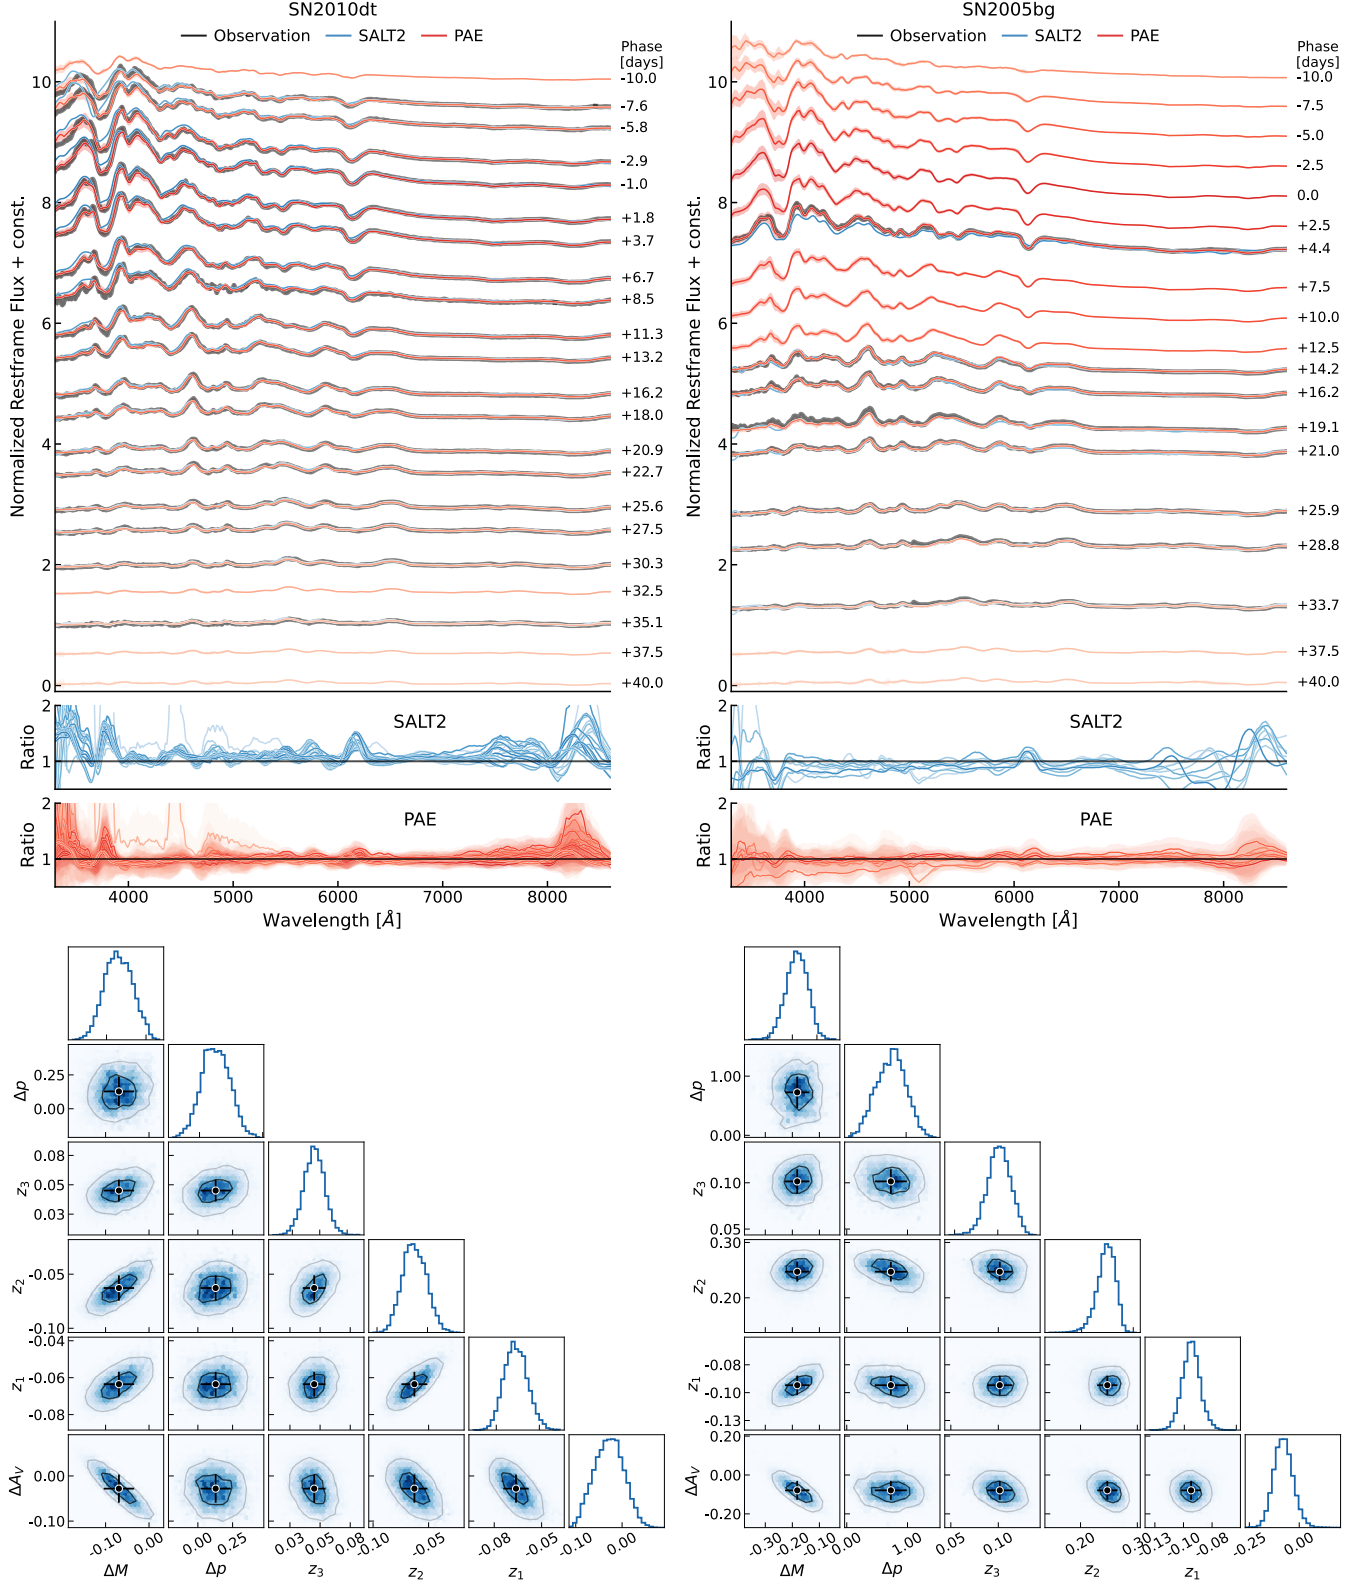 SN2010dt
Observation SALT2 PAE
Phase
[days]
Normalized Restframe Flux + const.
10
8
6
4
2
0
-10.0
-7.6
-5.8
-2.9
-1.0
+1.8
+3.7
+6.7
+8.5
+11.3
+13.2
+16.2
+18.0
+20.9
+22.7
+25.6
+27.5
+30.3
+32.5
+35.1
+37.5
+40.0
SALT2
Ratio
2
1
PAE
Ratio
2
1
4000 5000 6000 7000 8000
Wavelength [Å]
SN2005bg
Observation SALT2 PAE
Phase
[days]
Normalized Restframe Flux + const.
10
8
6
4
2
0
-10.0
-7.5
-5.0
-2.5
0.0
+2.5
+4.4
+7.5
+10.0
+12.5
+14.2
+16.2
+19.1
+21.0
+25.9
+28.8
+33.7
+37.5
+40.0
SALT2
Ratio
2
1
PAE
Ratio
2
1
4000 5000 6000 7000 8000
Wavelength [Å]
Δp
0.25
0.00
z3
0.08
0.05
0.03
z2
-0.05
-0.10
z1
-0.04
-0.06
-0.08
ΔAV
0.00
-0.10
-0.10 0.00 0.00 0.25 0.03 0.05 0.08 -0.10 -0.05 -0.08 -0.05 -0.10 0.00
ΔM Δp z3 z2 z1
Δp
1.00
0.00
z3
0.10
0.05
z2
0.30
0.20
z1
-0.08
-0.10
-0.13
ΔAV
0.20
0.00
-0.20
-0.30 -0.20 -0.10 0.00 1.00 0.05 0.10 0.20 -0.13 -0.10 -0.08 -0.25 0.00
ΔM Δp z3 z2 z1